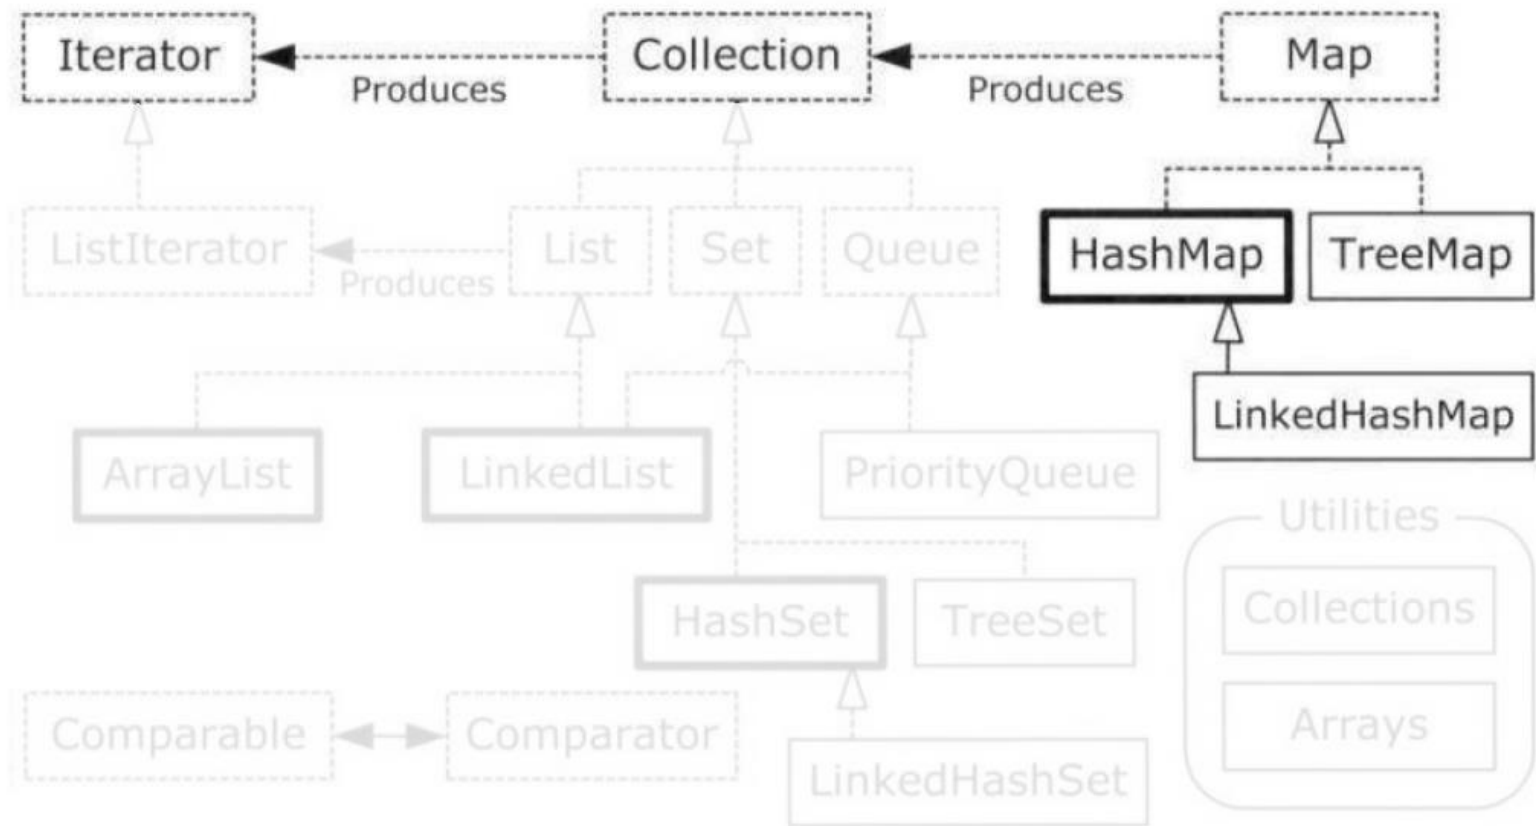 Iterator
Produces
Collection
Produces
Map
ListIterator
Produces
List
Set
Queue
HashMap
TreeMap
LinkedHashMap
ArrayList
LinkedList
PriorityQueue
Utilities
Collections
Arrays
HashSet
TreeSet
Comparable
Comparator
LinkedHashSet